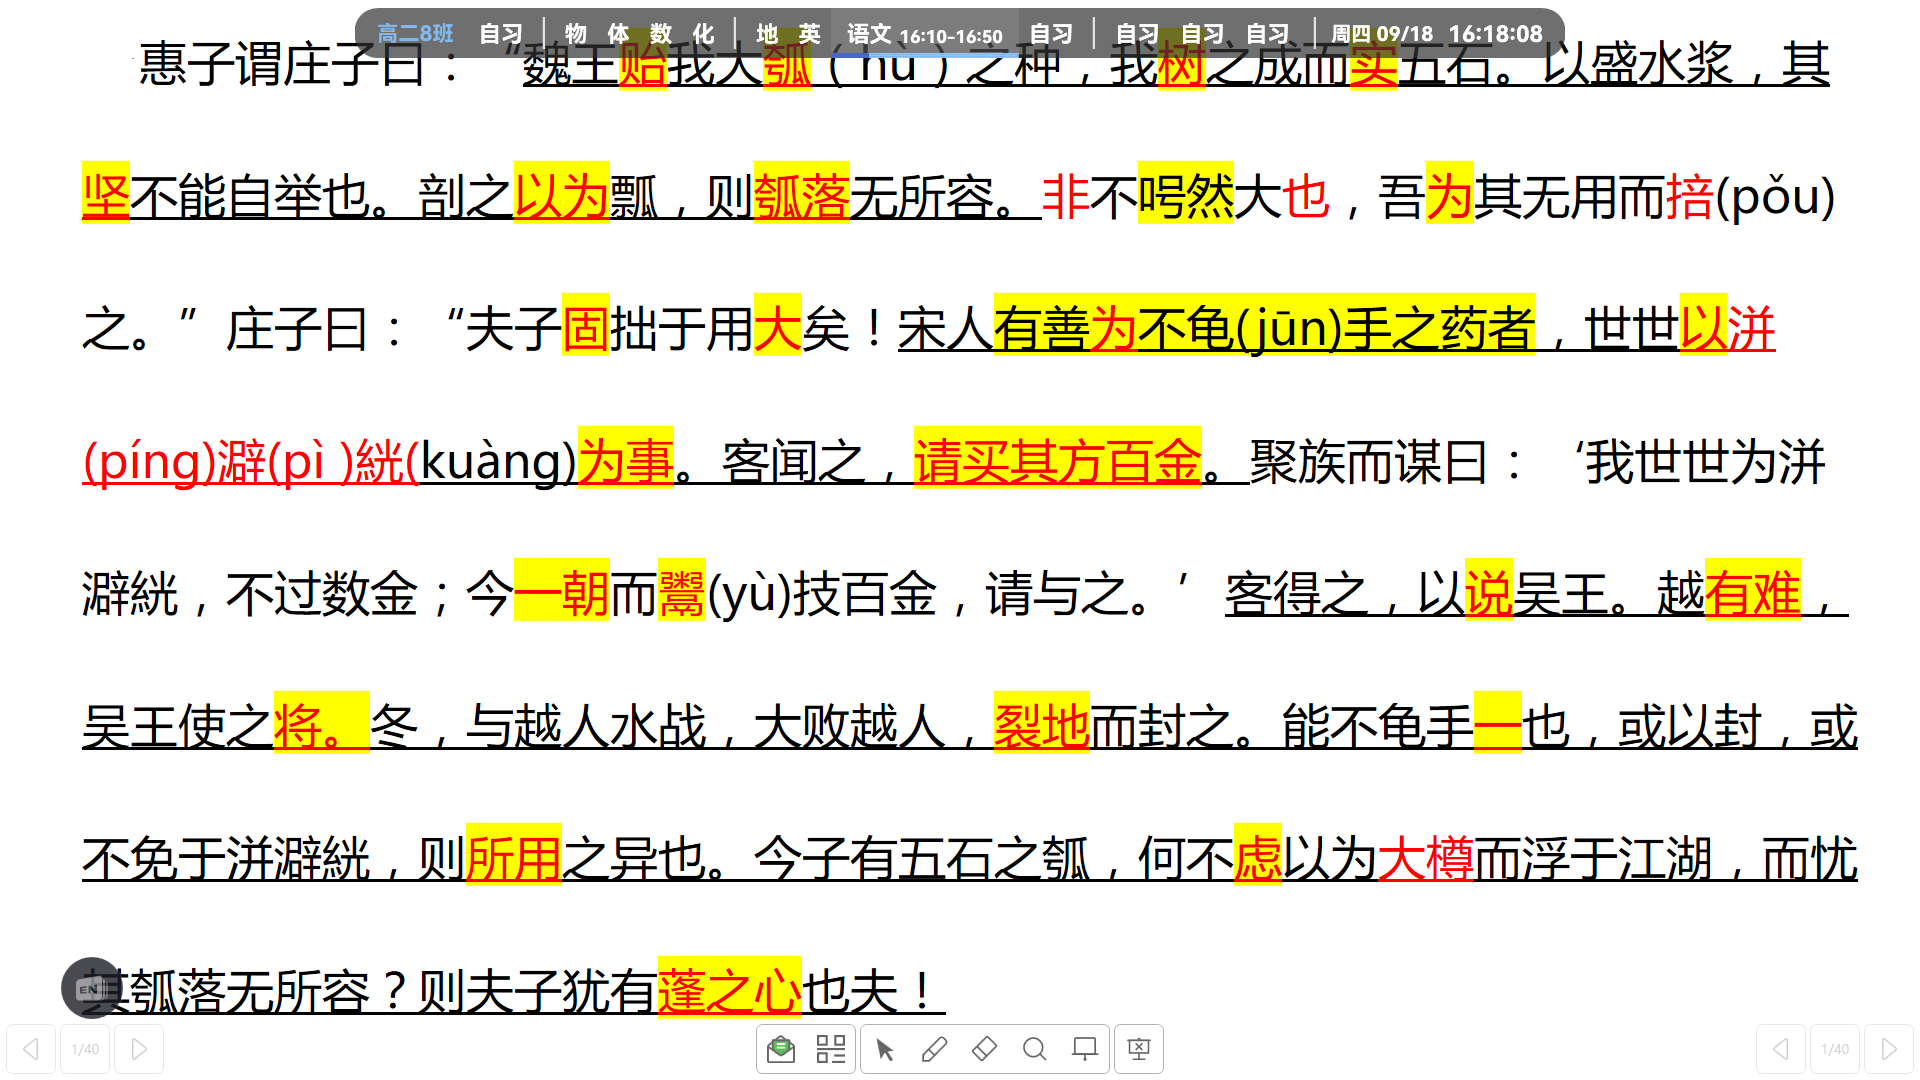 高二8班 自习 物 体 数 化 地 英 语文 16:10-16:50 自习 自习 自习 自习 周四 09/18 16:18:08
惠子谓庄子曰：“魏王贻我大瓠（hù）之种，我树之成而实五石。以盛水浆，其
坚不能自举也。剖之以为瓢，则瓠落无所容。非不呺然大也，吾为其无用而掊(pǒu)
之。”庄子曰：“夫子固拙于用大矣！宋人有善为不龟(jūn)手之药者，世世以洴
(píng)澼(pì )絖(kuàng)为事。客闻之，请买其方百金。聚族而谋曰：‘我世世为洴
澼絖，不过数金；今一朝而鬻(yù)技百金，请与之。’客得之，以说吴王。越有难，
吴王使之将。冬，与越人水战，大败越人，裂地而封之。能不龟手一也，或以封，或
不免于洴澼絖，则所用之异也。今子有五石之瓠，何不虑以为大樽而浮于江湖，而忧
其瓠落无所容？则夫子犹有蓬之心也夫！
EN
1/40
1/40